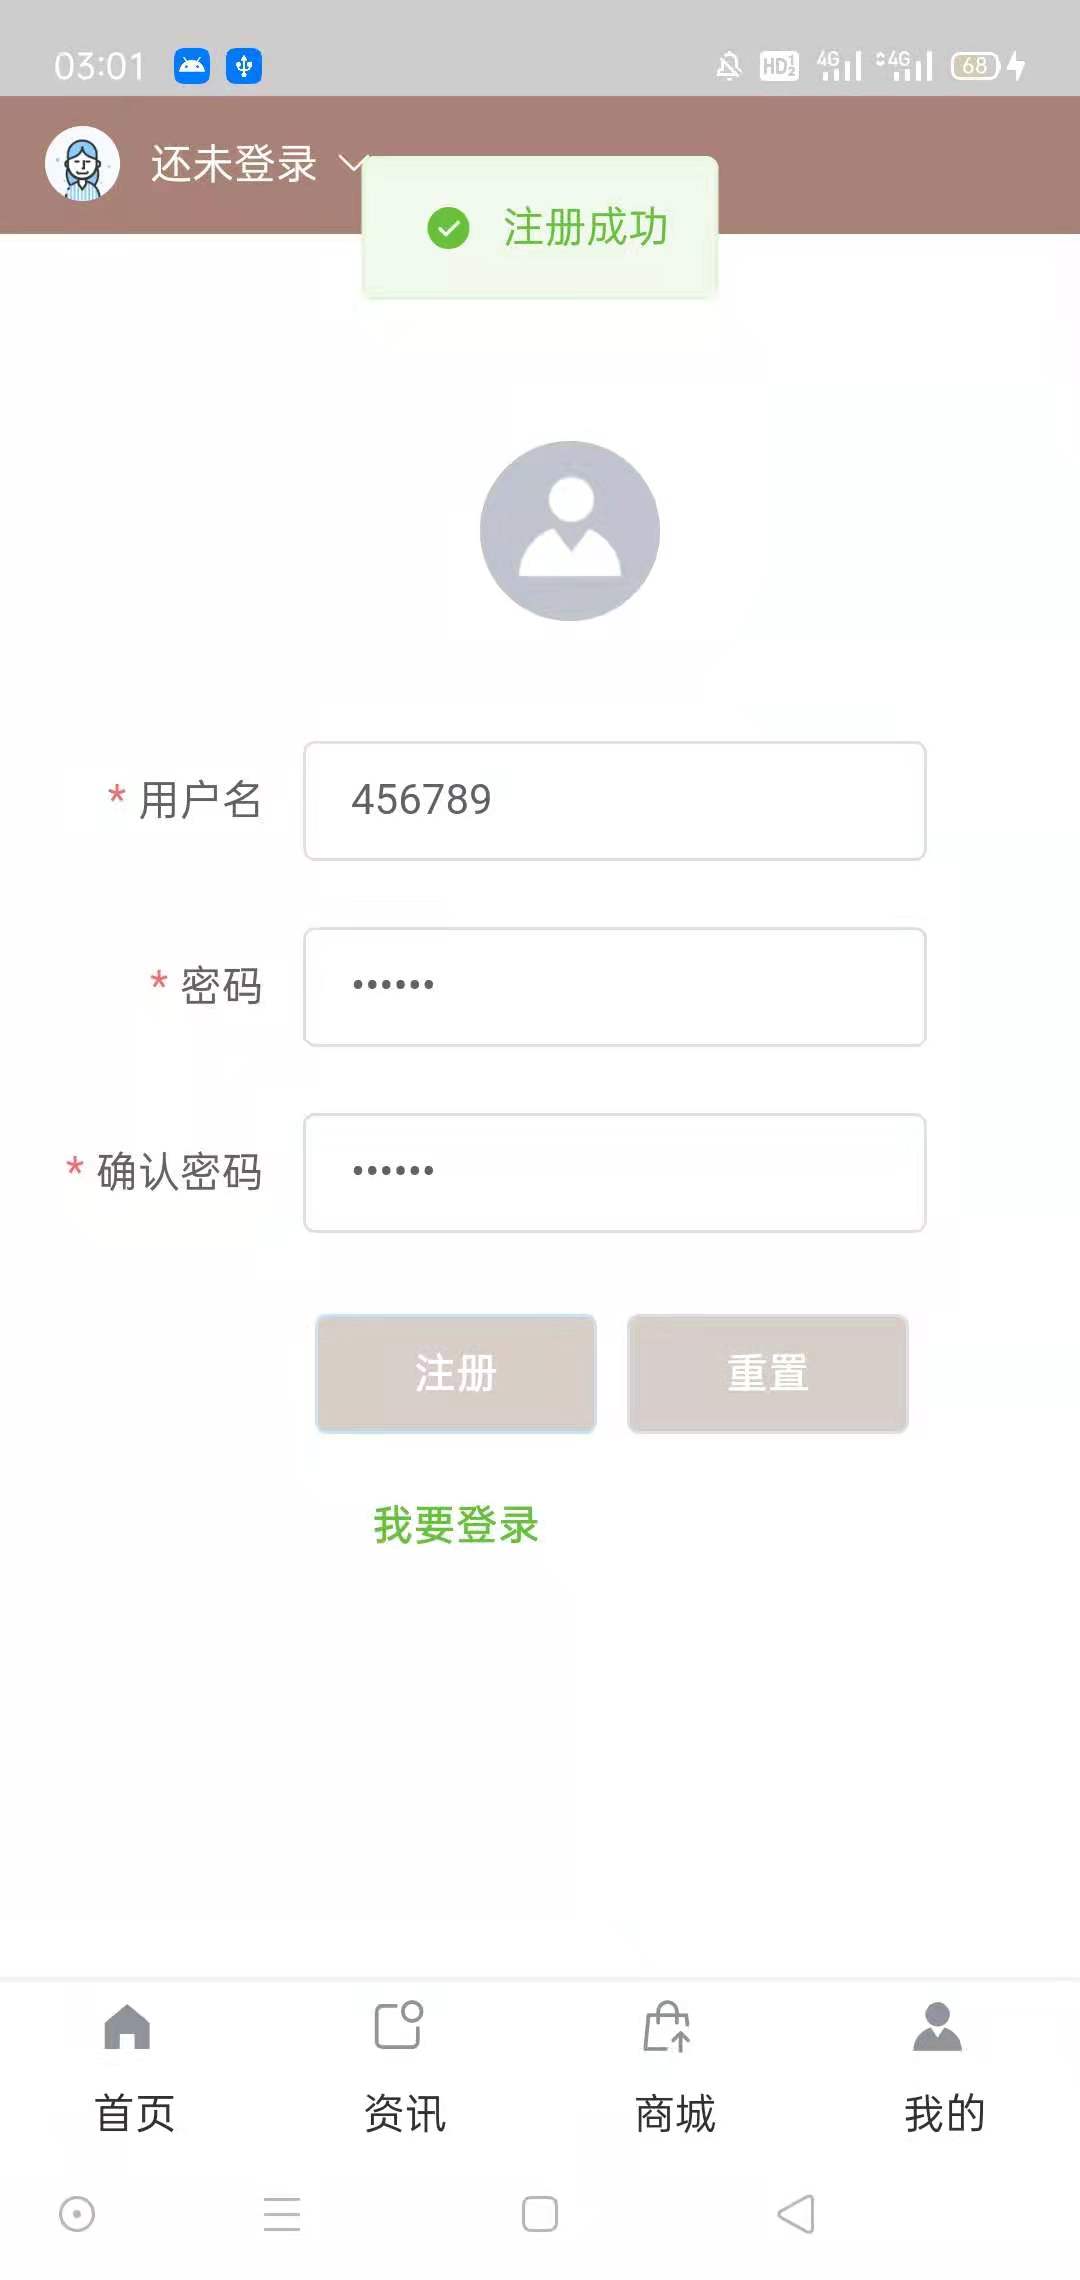 03:01
HD 1 2 4G 4G 68
还未登录
注册成功
* 用户名 456789
* 密码 ••••••
* 确认密码 ••••••
注册 重置
我要登录
首页 资讯 商城 我的